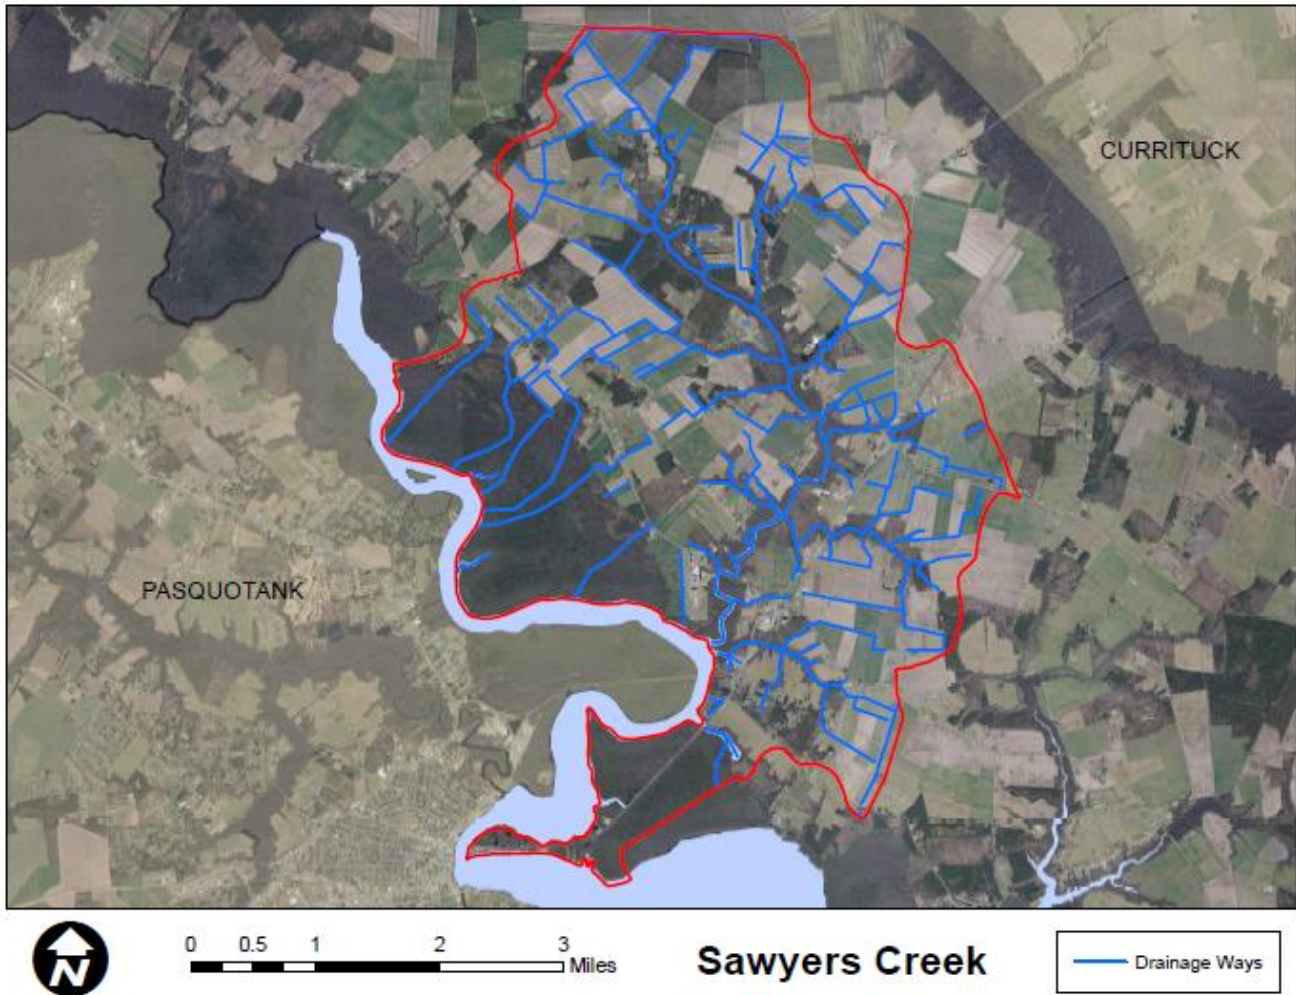 CURRITUCK
PASQUOTANK
N
0 0.5 1 2 3
Miles
Sawyers Creek
Drainage Ways